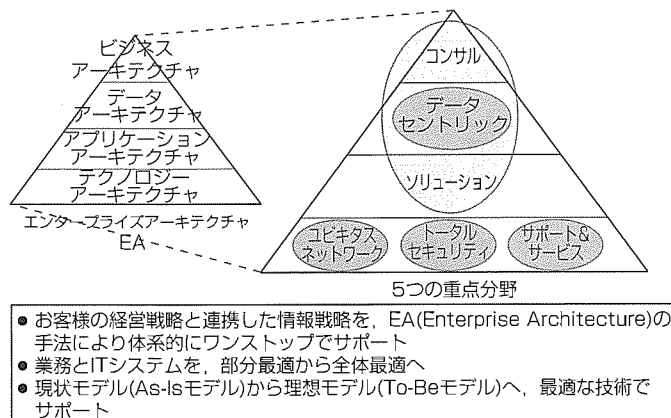 ビジネス
アーキテクチャ
データ
アーキテクチャ
アプリケーション
アーキテクチャ
テクノロジー
アーキテクチャ
エンタープライズアーキテクチャ
EA
コンサル
データ
セントリック
ソリューション
ユビキタス
ネットワーク
トータル
セキュリティ
サポート&
サービス
5つの重点分野
● お客様の経営戦略と連携した情報戦略を，EA(Enterprise Architecture)の
手法により体系的にワンストップでサポート
● 業務とITシステムを，部分最適から全体最適へ
● 現状モデル(As-Isモデル)から理想モデル(To-Beモデル)へ，最適な技術で
サポート